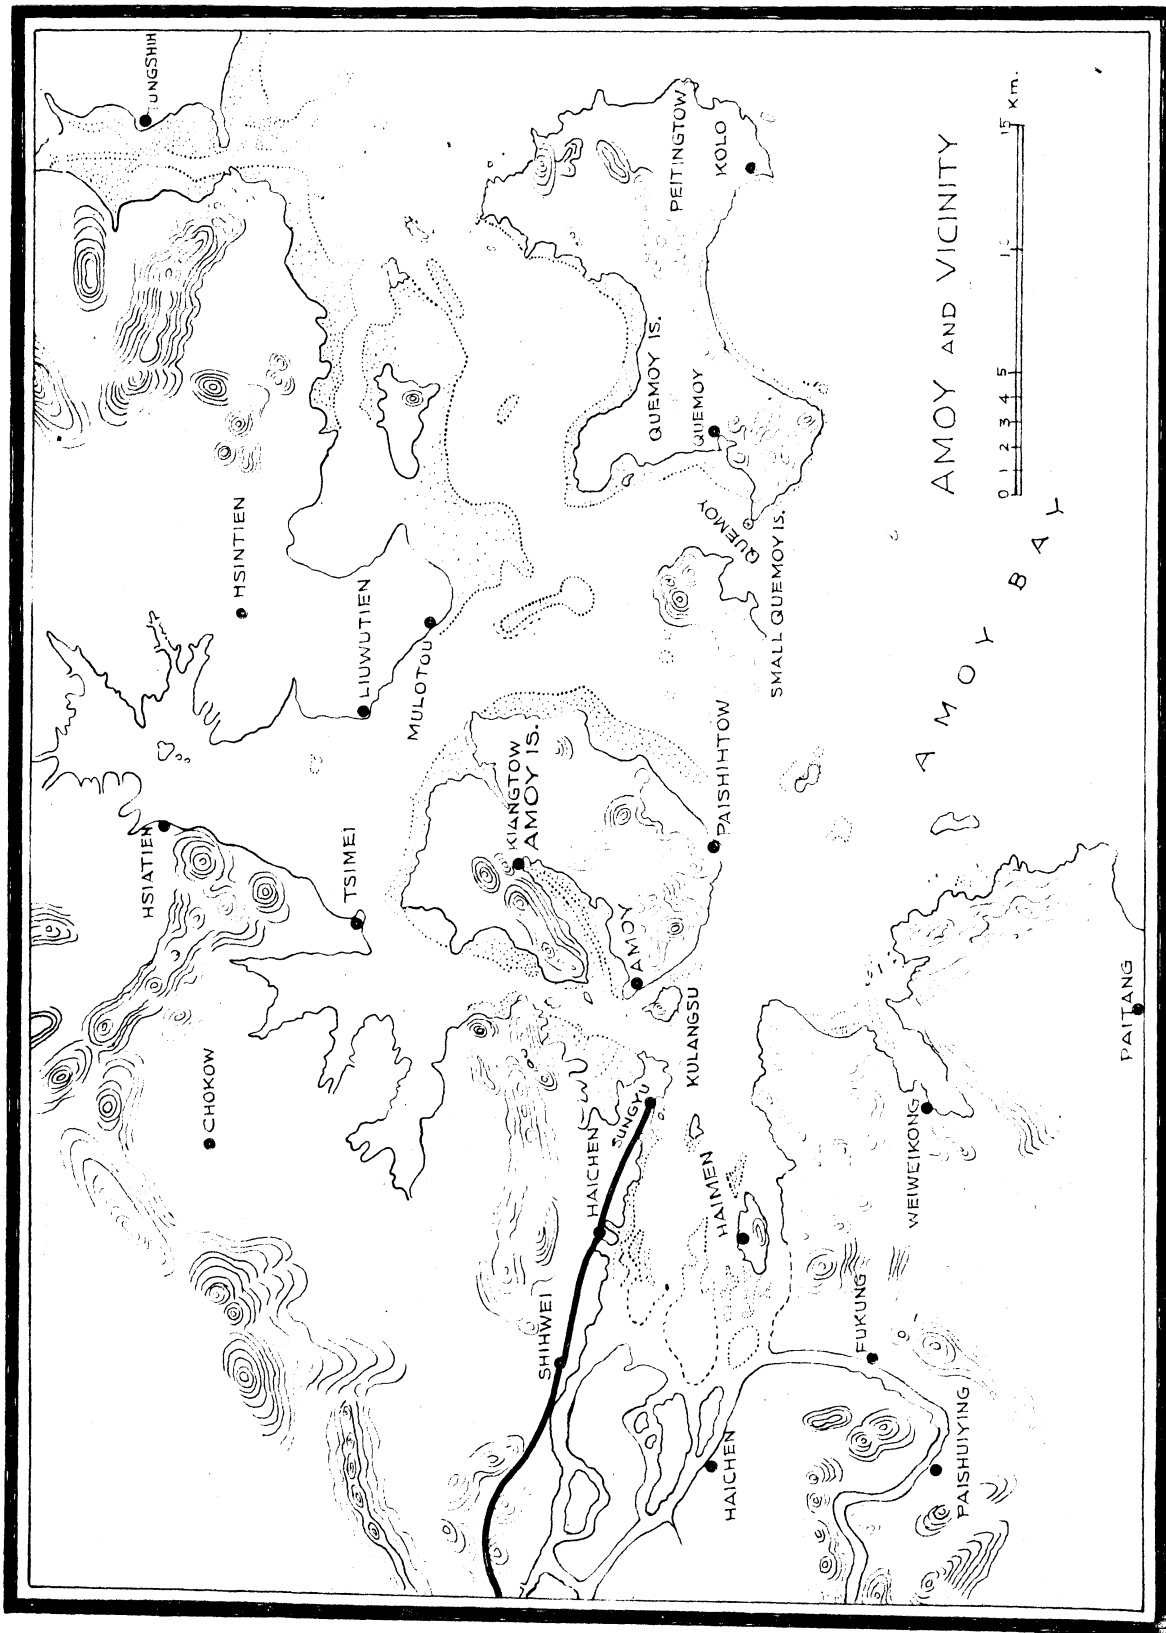 AMOY AND VICINITY
0 1 2 3 4 5 15 Km.
AMOY BAY
UNGSHIH
HSINTIEN
LIUWUTIEN
MULOTOU
HSIATIEN
TSIMEI
CHOKOW
KIANGTOW
AMOY IS.
PAISHIHTOW
AMOY
KULANGSU
SUNGYU
HAICHEN
SHIHWEI
HAIMEN
HAICHEN
FUKUNG
PAISHUIYING
WEIWEIKONG
PAITANG
PEITINGTOW
KOLO
QUEMOY IS.
QUEMOY
QUEMOY
SMALL QUEMOY IS.